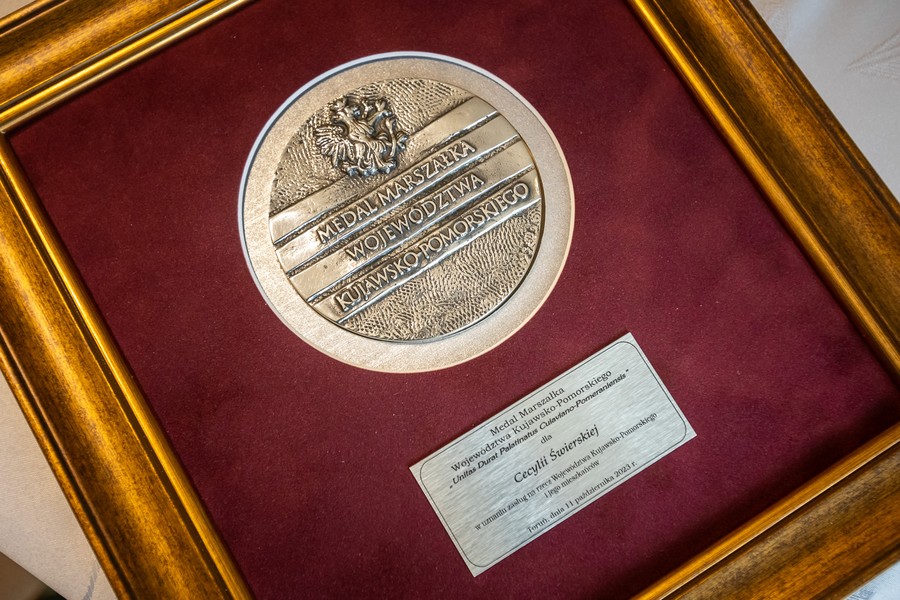 MEDAL MARSZAŁKA
WOJEWÓDZTWA
KUJAWSKO-POMORSKIEGO
Medal Marszałka
Województwa Kujawsko-Pomorskiego
„Unitas Durat Palatinatus Cuiaviano-Pomeraniensis"
dla
Cecylii Świerskiej
w uznaniu zasług na rzecz Województwa Kujawsko-Pomorskiego
i jego mieszkańców
Toruń, dnia 11 października 2023 r.